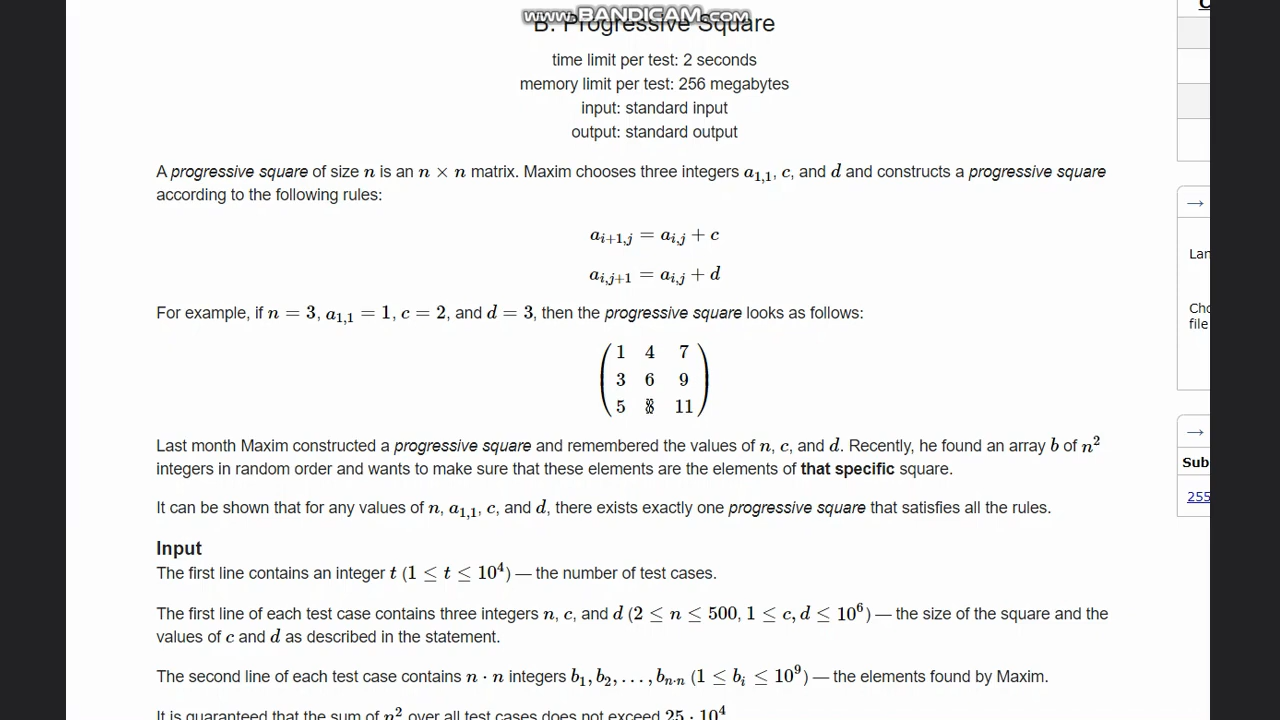 www.BANDICAM.com
B. Progressive Square
time limit per test: 2 seconds
memory limit per test: 256 megabytes
input: standard input
output: standard output
A progressive square of size n is an n × n matrix. Maxim chooses three integers a₁,₁, c, and d and constructs a progressive square
according to the following rules:
aᵢ₊₁,ⱼ = aᵢ,ⱼ + c
aᵢ,ⱼ₊₁ = aᵢ,ⱼ + d
For example, if n = 3, a₁,₁ = 1, c = 2, and d = 3, then the progressive square looks as follows:
1 4 7
3 6 9
5 8 11
Last month Maxim constructed a progressive square and remembered the values of n, c, and d. Recently, he found an array b of n²
integers in random order and wants to make sure that these elements are the elements of that specific square.
It can be shown that for any values of n, a₁,₁, c, and d, there exists exactly one progressive square that satisfies all the rules.
Input
The first line contains an integer t (1 ≤ t ≤ 10⁴) — the number of test cases.
The first line of each test case contains three integers n, c, and d (2 ≤ n ≤ 500, 1 ≤ c, d ≤ 10⁶) — the size of the square and the
values of c and d as described in the statement.
The second line of each test case contains n · n integers b₁, b₂, . . . , bₙ.ₙ (1 ≤ bᵢ ≤ 10⁹) — the elements found by Maxim.
It is guaranteed that the sum of n² over all test cases does not exceed 25 · 10⁴
→
Lan
Cho
file
→
Sub
255